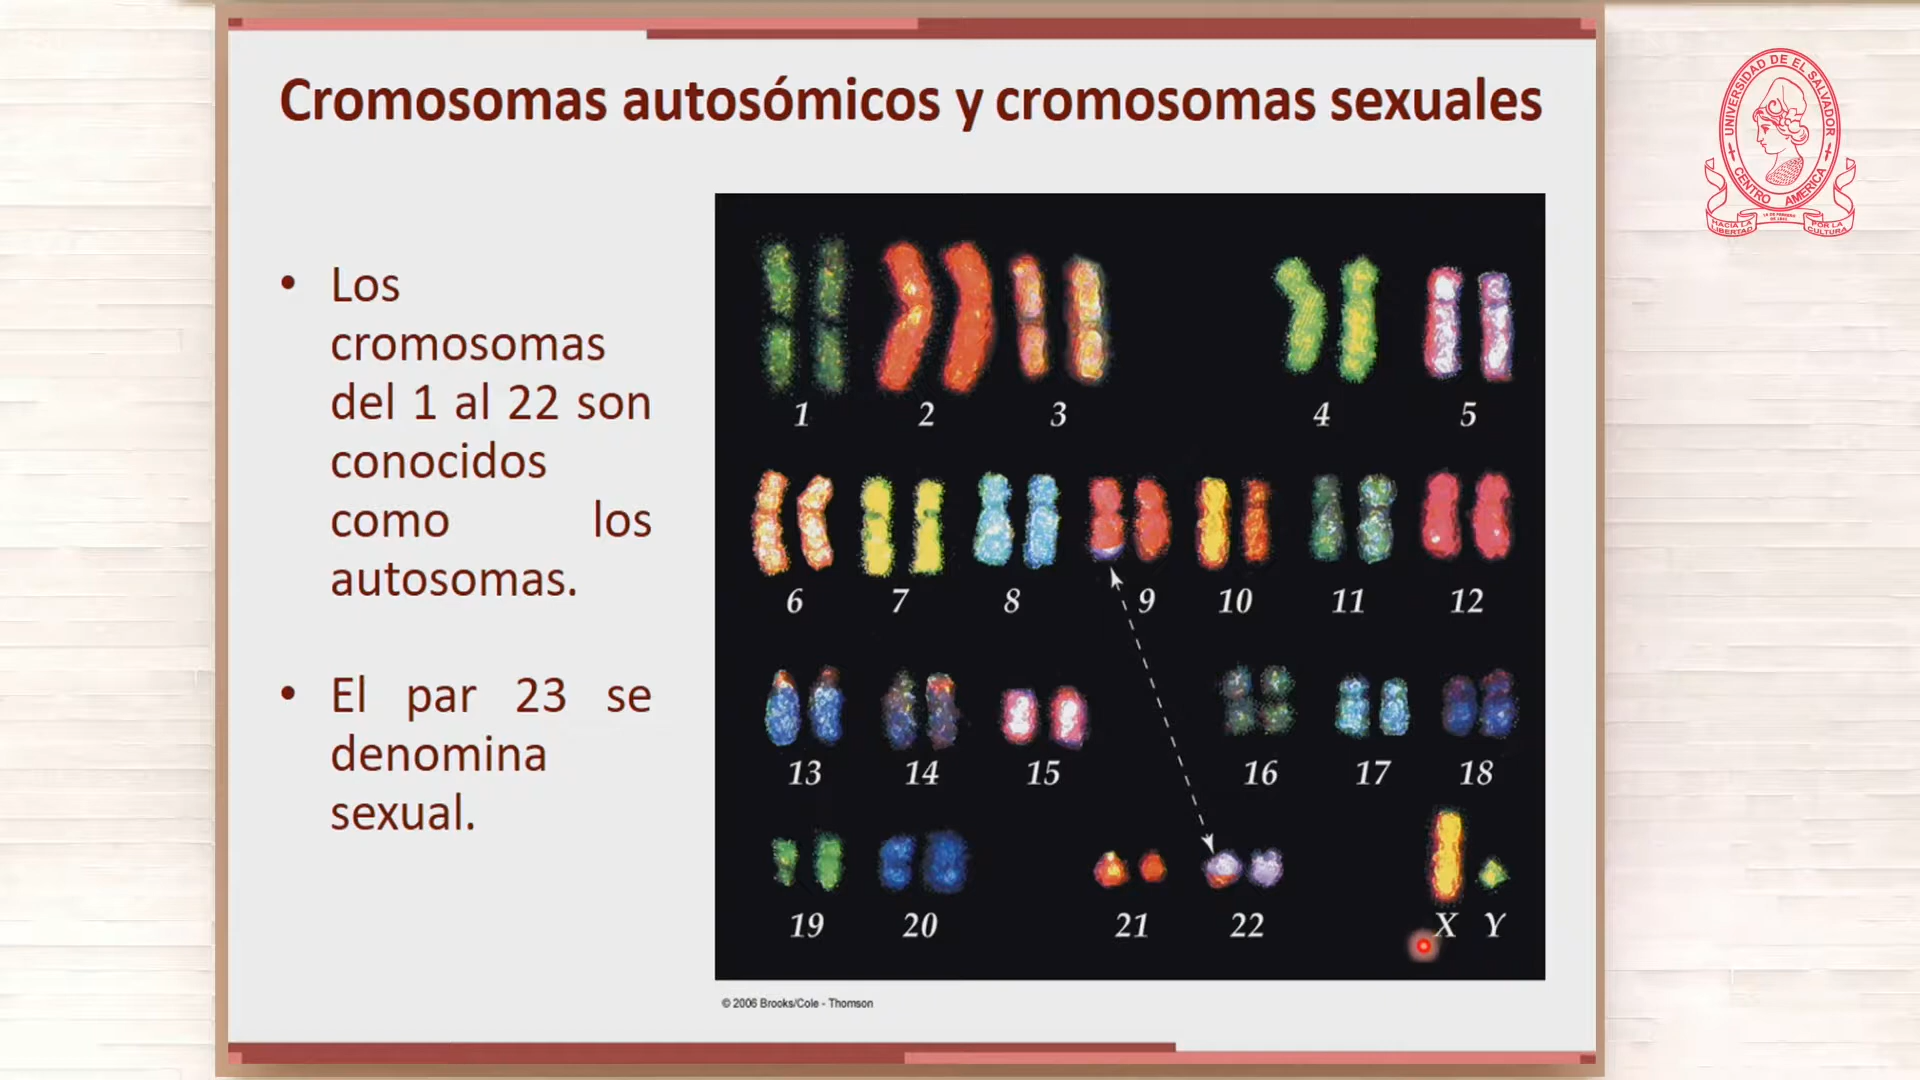 Cromosomas autosómicos y cromosomas sexuales
UNIVERSIDAD DE EL SALVADOR
CENTRO AMERICA
HACIA LA LIBERTAD
POR LA CULTURA
• Los
cromosomas
del 1 al 22 son
conocidos
como los
autosomas.
• El par 23 se
denomina
sexual.
1 2 3 4 5
6 7 8 9 10 11 12
13 14 15 16 17 18
19 20 21 22 X Y
© 2006 Brooks/Cole - Thomson